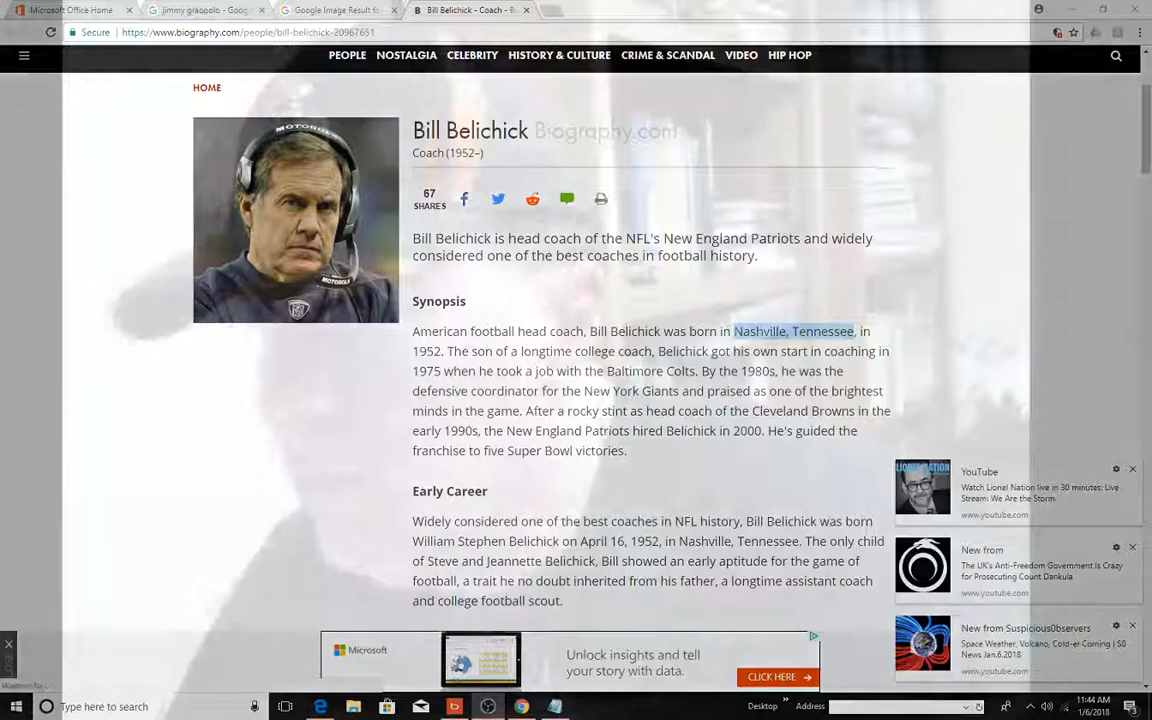 Microsoft Office Home
jimmy graopolo - Goog
Google Image Result fo
Bill Belichick - Coach - B
Secure
https://www.biography.com/people/bill-belichick-20967651
PEOPLE NOSTALGIA CELEBRITY HISTORY & CULTURE CRIME & SCANDAL VIDEO HIP HOP
HOME
MOTOROLA
MOTOROLA
Bill Belichick Biography.com
Coach (1952–)
67
SHARES
Bill Belichick is head coach of the NFL's New England Patriots and widely
considered one of the best coaches in football history.
Synopsis
American football head coach, Bill Belichick was born in Nashville, Tennessee, in
1952. The son of a longtime college coach, Belichick got his own start in coaching in
1975 when he took a job with the Baltimore Colts. By the 1980s, he was the
defensive coordinator for the New York Giants and praised as one of the brightest
minds in the game. After a rocky stint as head coach of the Cleveland Browns in the
early 1990s, the New England Patriots hired Belichick in 2000. He's guided the
franchise to five Super Bowl victories.
Early Career
Widely considered one of the best coaches in NFL history, Bill Belichick was born
William Stephen Belichick on April 16, 1952, in Nashville, Tennessee. The only child
of Steve and Jeannette Belichick, Bill showed an early aptitude for the game of
football, a trait he no doubt inherited from his father, a longtime assistant coach
and college football scout.
LIONEL NATION
YouTube
Watch Lionel Nation live in 30 minutes: Live
Stream: We Are the Storm
www.youtube.com
New from
The UK's Anti-Freedom Government Is Crazy
for Prosecuting Count Dankula
www.youtube.com
New from Suspicious0bservers
Space Weather, Volcano, Cold-er Coming | S0
News Jan.6.2018
www.youtube.com
CLOSE
Microsoft
Unlock insights and tell
your story with data.
CLICK HERE
Type here to search
Desktop
Address
11:44 AM
1/6/2018
3